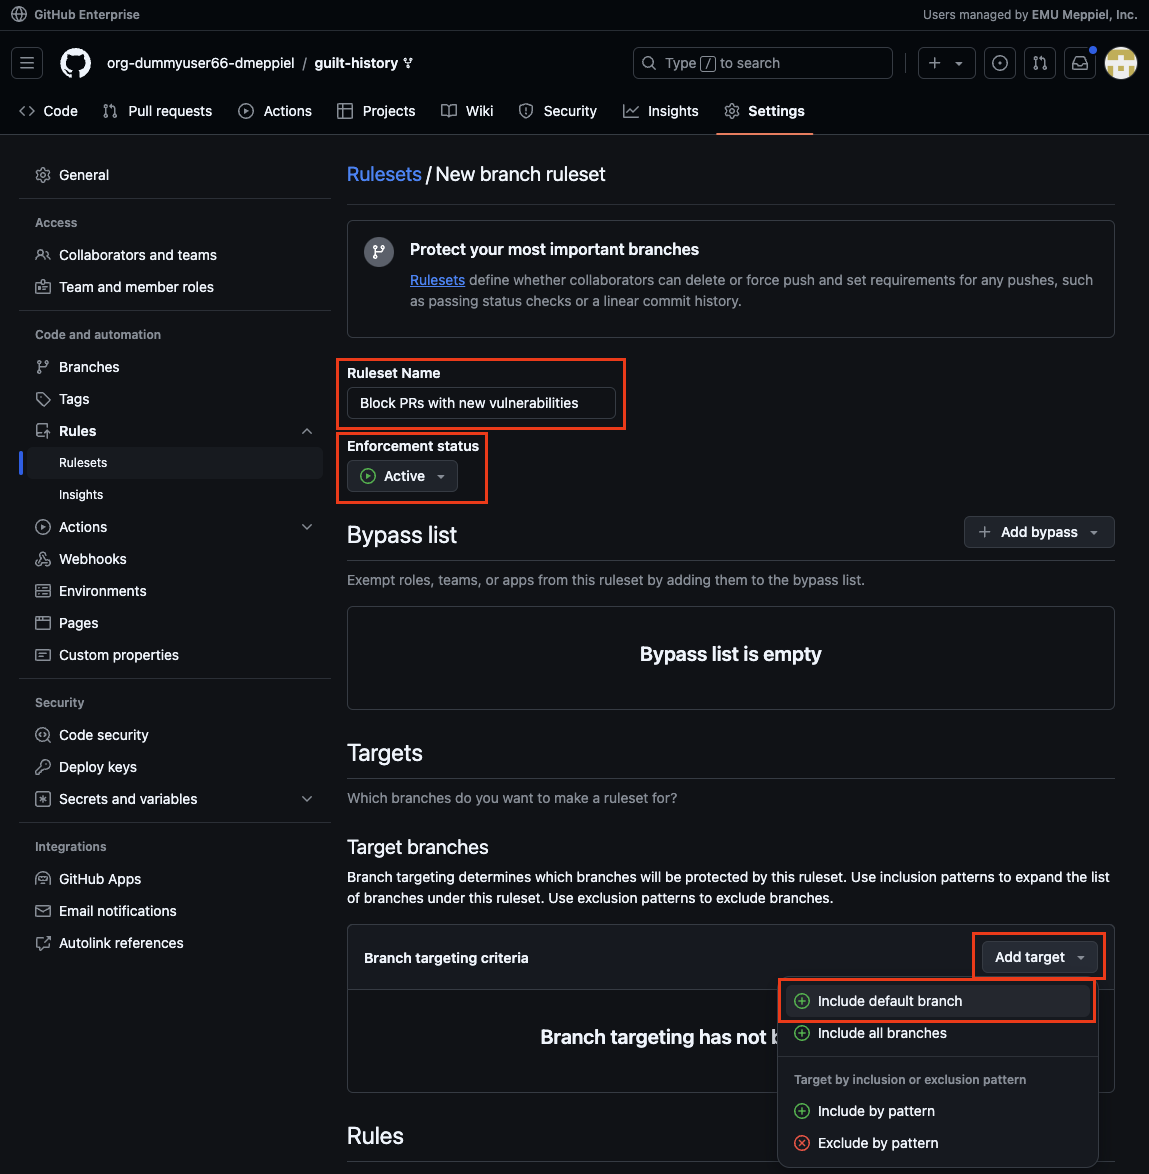 GitHub Enterprise
Users managed by EMU Meppiel, Inc.
org-dummyuser66-dmeppiel / guilt-history
Type / to search
Code
Pull requests
Actions
Projects
Wiki
Security
Insights
Settings
General
Access
Collaborators and teams
Team and member roles
Code and automation
Branches
Tags
Rules
Rulesets
Insights
Actions
Webhooks
Environments
Pages
Custom properties
Security
Code security
Deploy keys
Secrets and variables
Integrations
GitHub Apps
Email notifications
Autolink references
Rulesets / New branch ruleset
Protect your most important branches
Rulesets define whether collaborators can delete or force push and set requirements for any pushes, such
as passing status checks or a linear commit history.
Ruleset Name
Block PRs with new vulnerabilities
Enforcement status
Active
Bypass list
Add bypass
Exempt roles, teams, or apps from this ruleset by adding them to the bypass list.
Bypass list is empty
Targets
Which branches do you want to make a ruleset for?
Target branches
Branch targeting determines which branches will be protected by this ruleset. Use inclusion patterns to expand the list
of branches under this ruleset. Use exclusion patterns to exclude branches.
Branch targeting criteria
Add target
Include default branch
Include all branches
Target by inclusion or exclusion pattern
Include by pattern
Exclude by pattern
Branch targeting has not
Rules